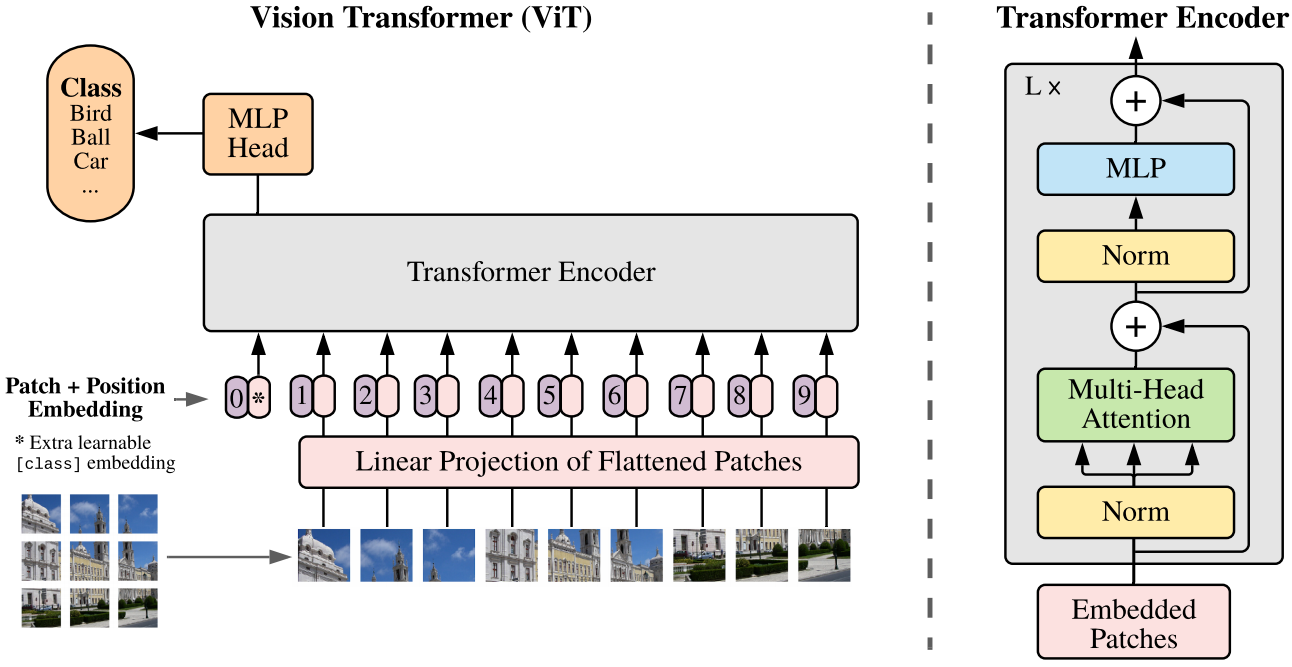 Vision Transformer (ViT)
Class
Bird
Ball
Car
...
MLP
Head
Transformer Encoder
Patch + Position
Embedding
0 * 1 2 3 4 5 6 7 8 9
* Extra learnable
[class] embedding
Linear Projection of Flattened Patches
Transformer Encoder
L ×
+
MLP
Norm
+
Multi-Head
Attention
Norm
Embedded
Patches